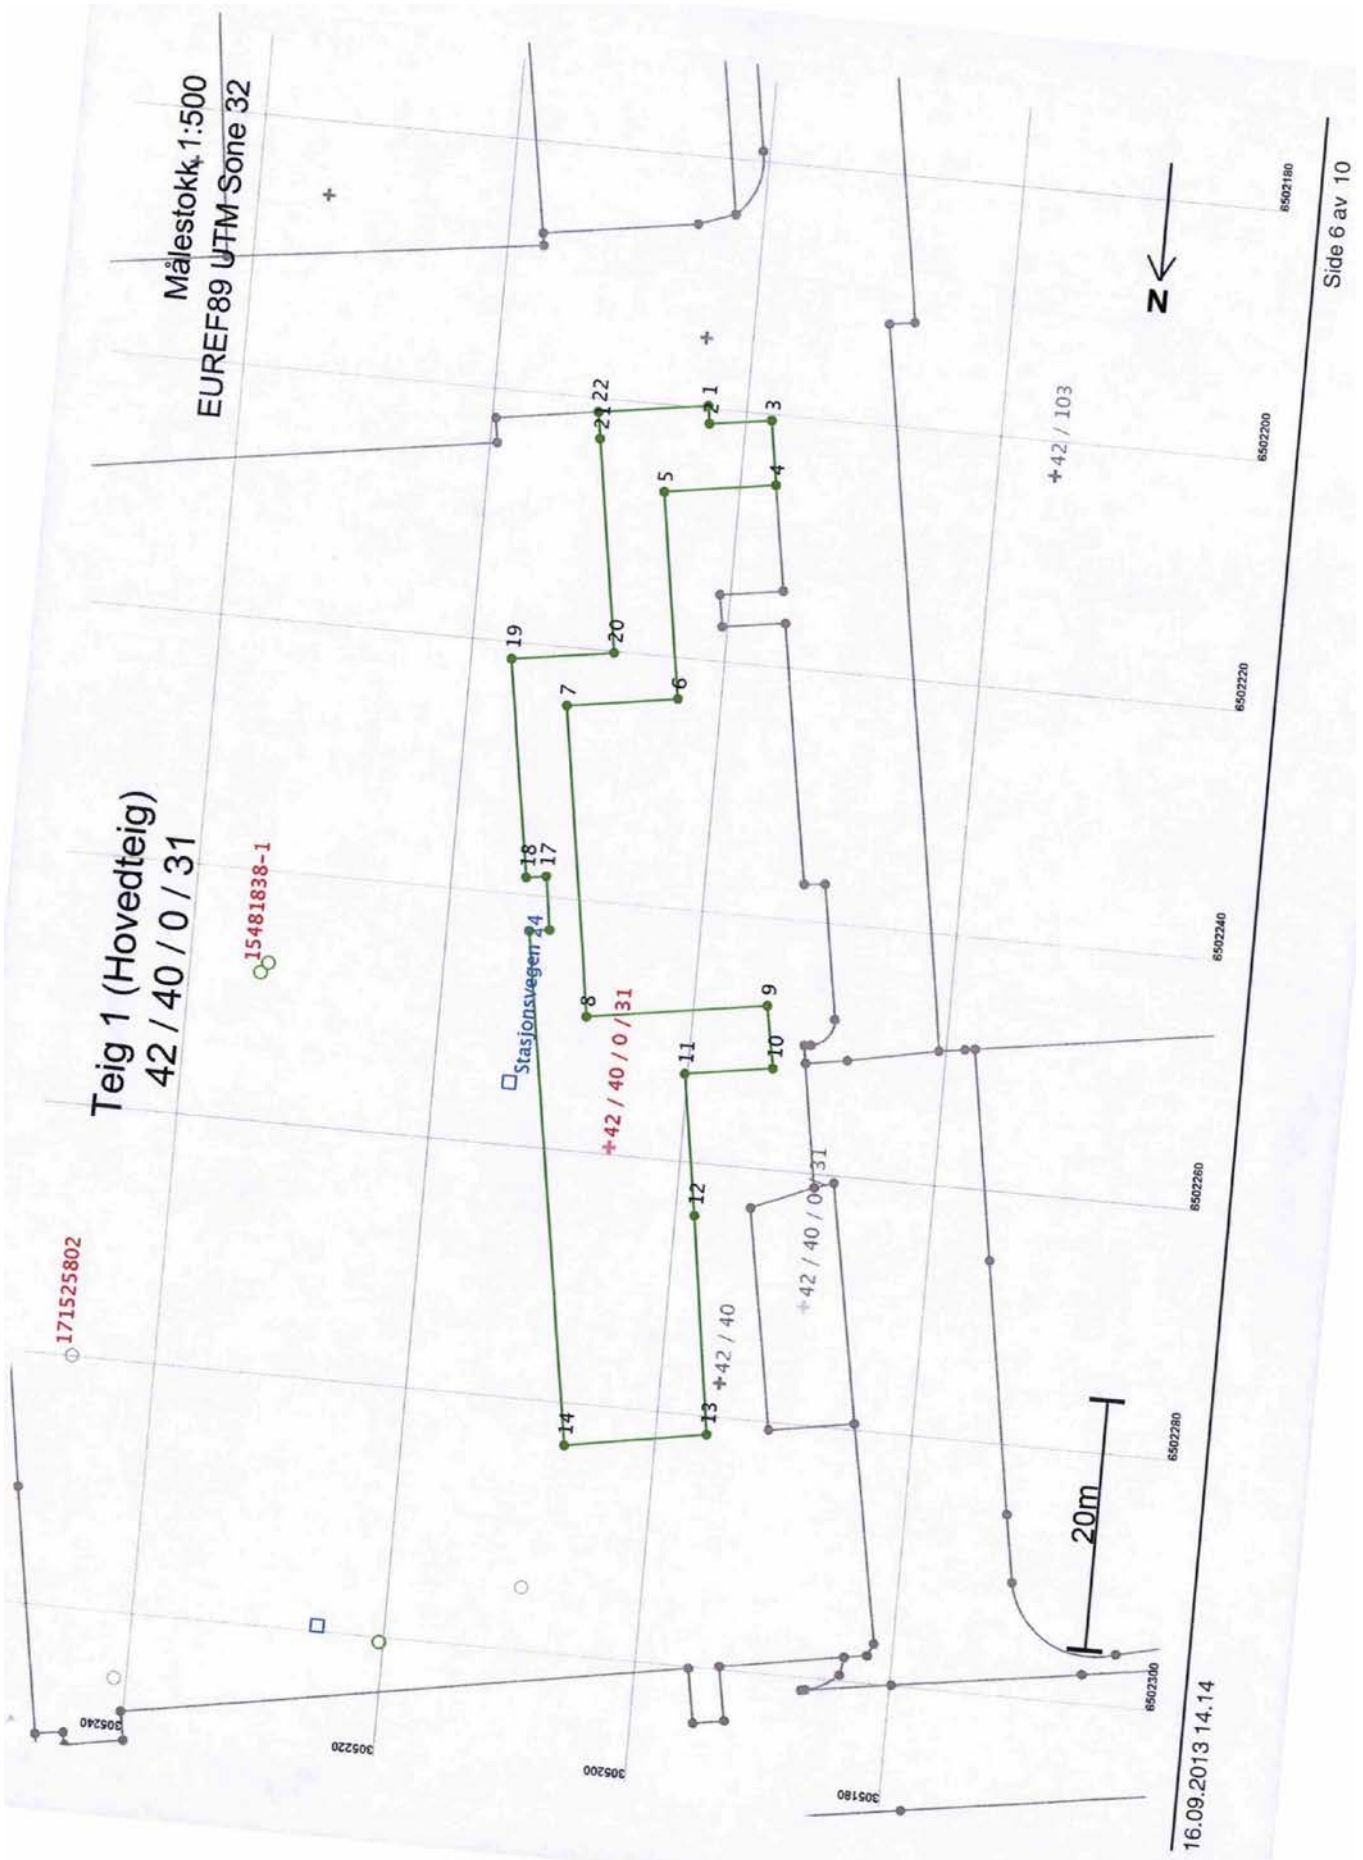 Målestokk 1:500
EUREF89 UTM Sone 32
Teig 1 (Hovedteig)
42 / 40 / 0 / 31
15481838-1
171525802
Stasjonsvegen 24
+42 / 40 / 0 / 31
+42 / 40
+42 / 40 / 0 / 31
+42 / 103
1
2
3
4
5
6
7
8
9
10
11
12
13
14
17
18
19
20
21
22
N
20m
305240
305220
305200
305180
6502180
6502200
6502220
6502240
6502260
6502280
6502300
16.09.2013 14.14
Side 6 av 10